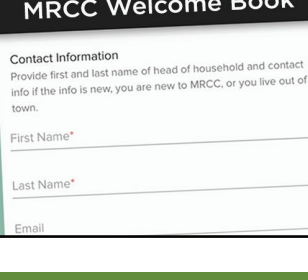 MRCC Welcome Book
Contact Information
Provide first and last name of head of household and contact
info if the info is new, you are new to MRCC, or you live out of
town.
First Name*
Last Name*
Email